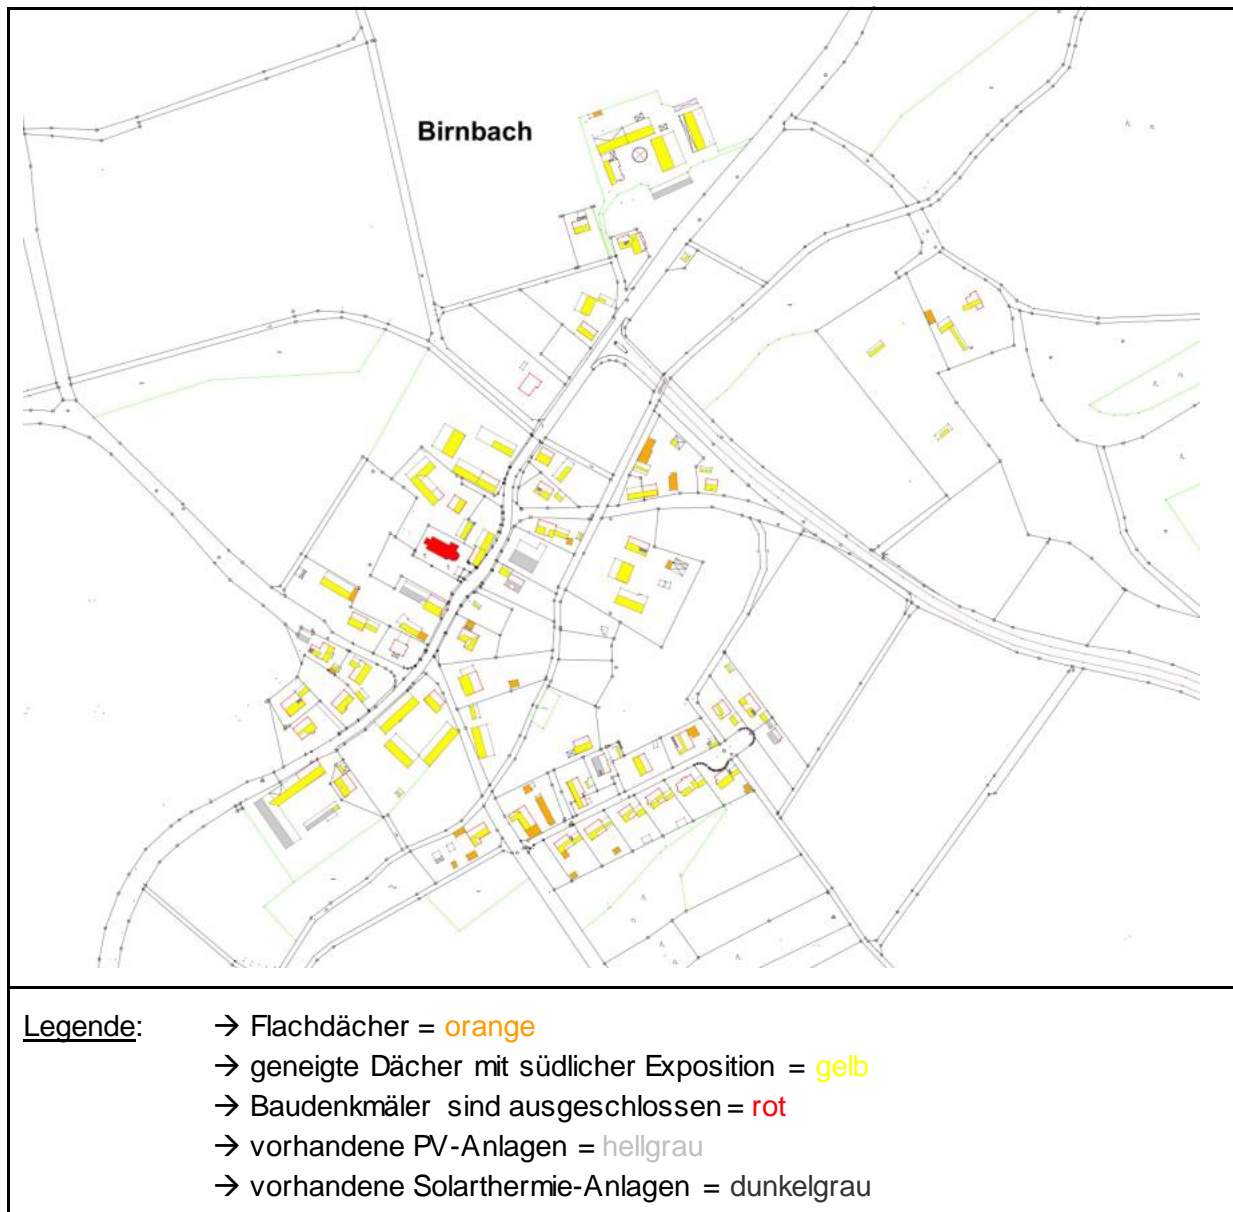 Birnbach
Legende: → Flachdächer = orange
→ geneigte Dächer mit südlicher Exposition = gelb
→ Baudenkmäler sind ausgeschlossen = rot
→ vorhandene PV-Anlagen = hellgrau
→ vorhandene Solarthermie-Anlagen = dunkelgrau